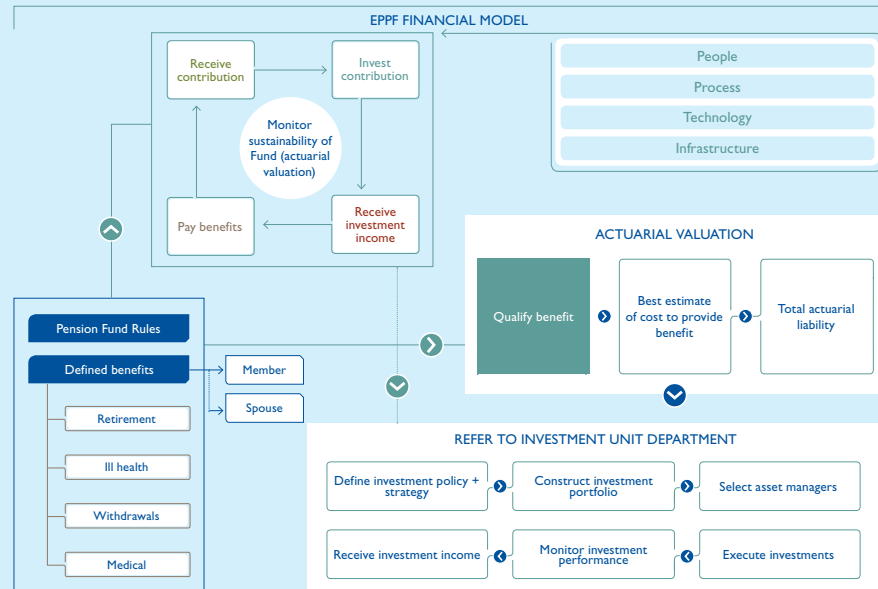 EPPF FINANCIAL MODEL
Receive
contribution
Invest
contribution
Monitor
sustainability of
Fund (actuarial
valuation)
Pay benefits
Receive
investment
income
People
Process
Technology
Infrastructure
ACTUARIAL VALUATION
Qualify benefit
Best estimate
of cost to provide
benefit
Total actuarial
liability
Pension Fund Rules
Defined benefits
Member
Spouse
Retirement
Ill health
Withdrawals
Medical
REFER TO INVESTMENT UNIT DEPARTMENT
Define investment policy +
strategy
Construct investment
portfolio
Select asset managers
Receive investment income
Monitor investment
performance
Execute investments